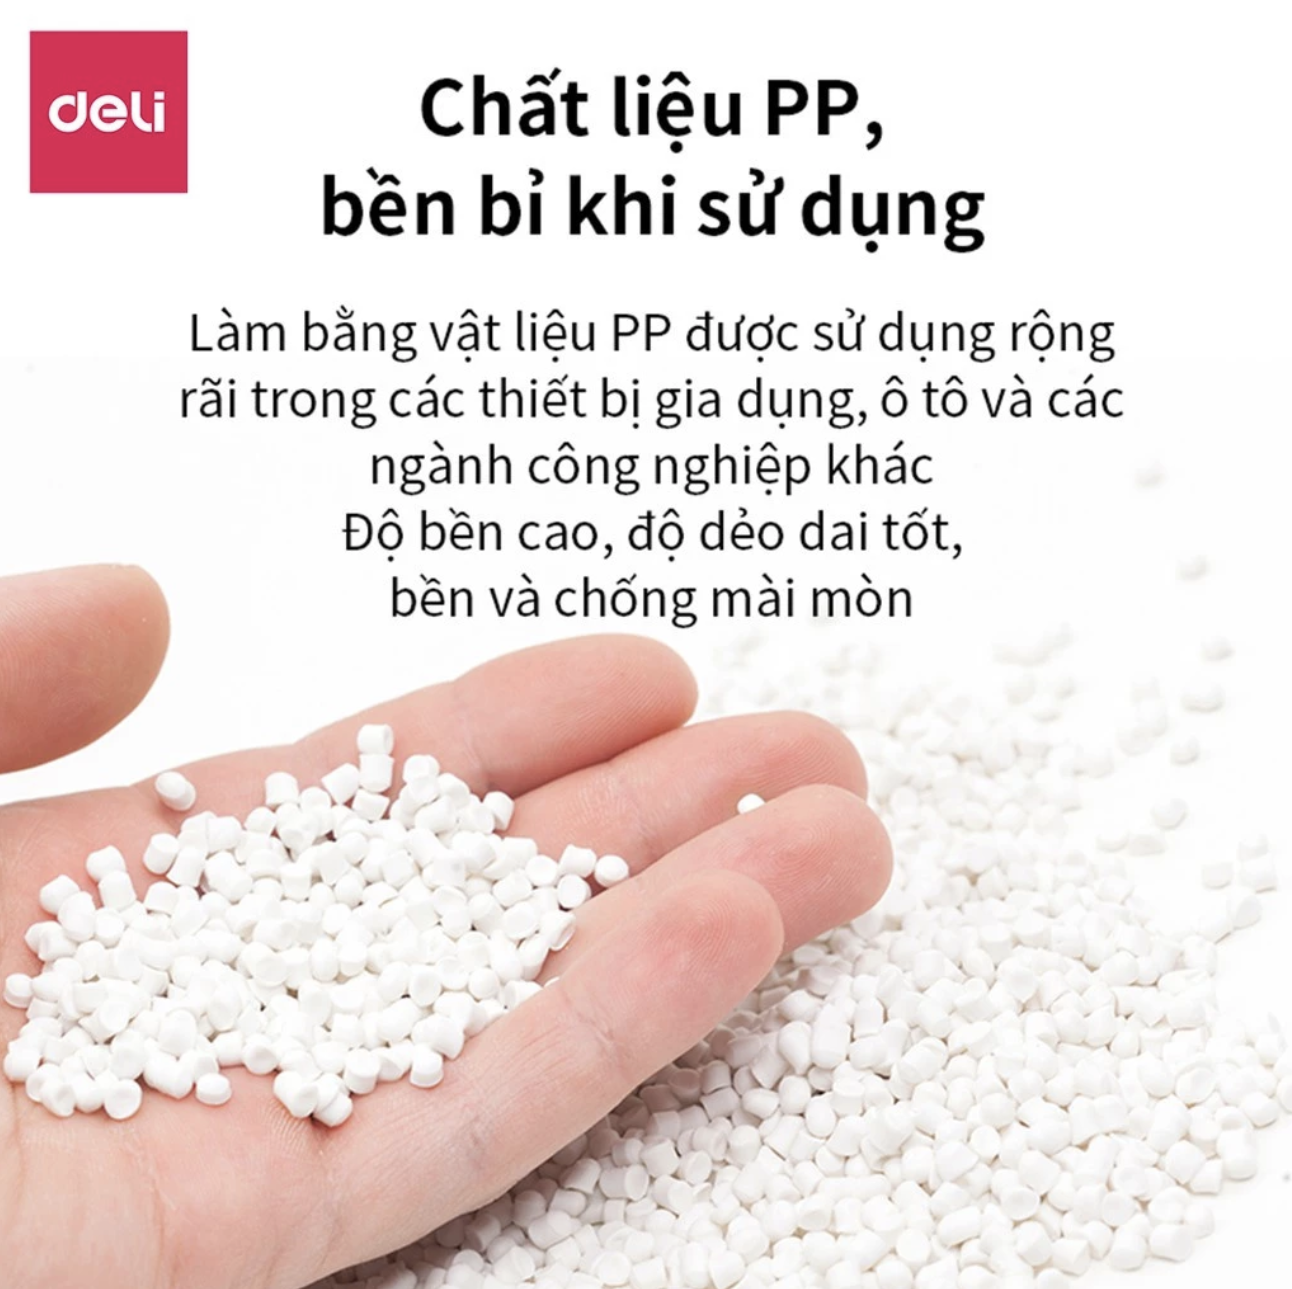 deli
Chất liệu PP,
bền bỉ khi sử dụng
Làm bằng vật liệu PP được sử dụng rộng
rãi trong các thiết bị gia dụng, ô tô và các
ngành công nghiệp khác
Độ bền cao, độ dẻo dai tốt,
bền và chống mài mòn